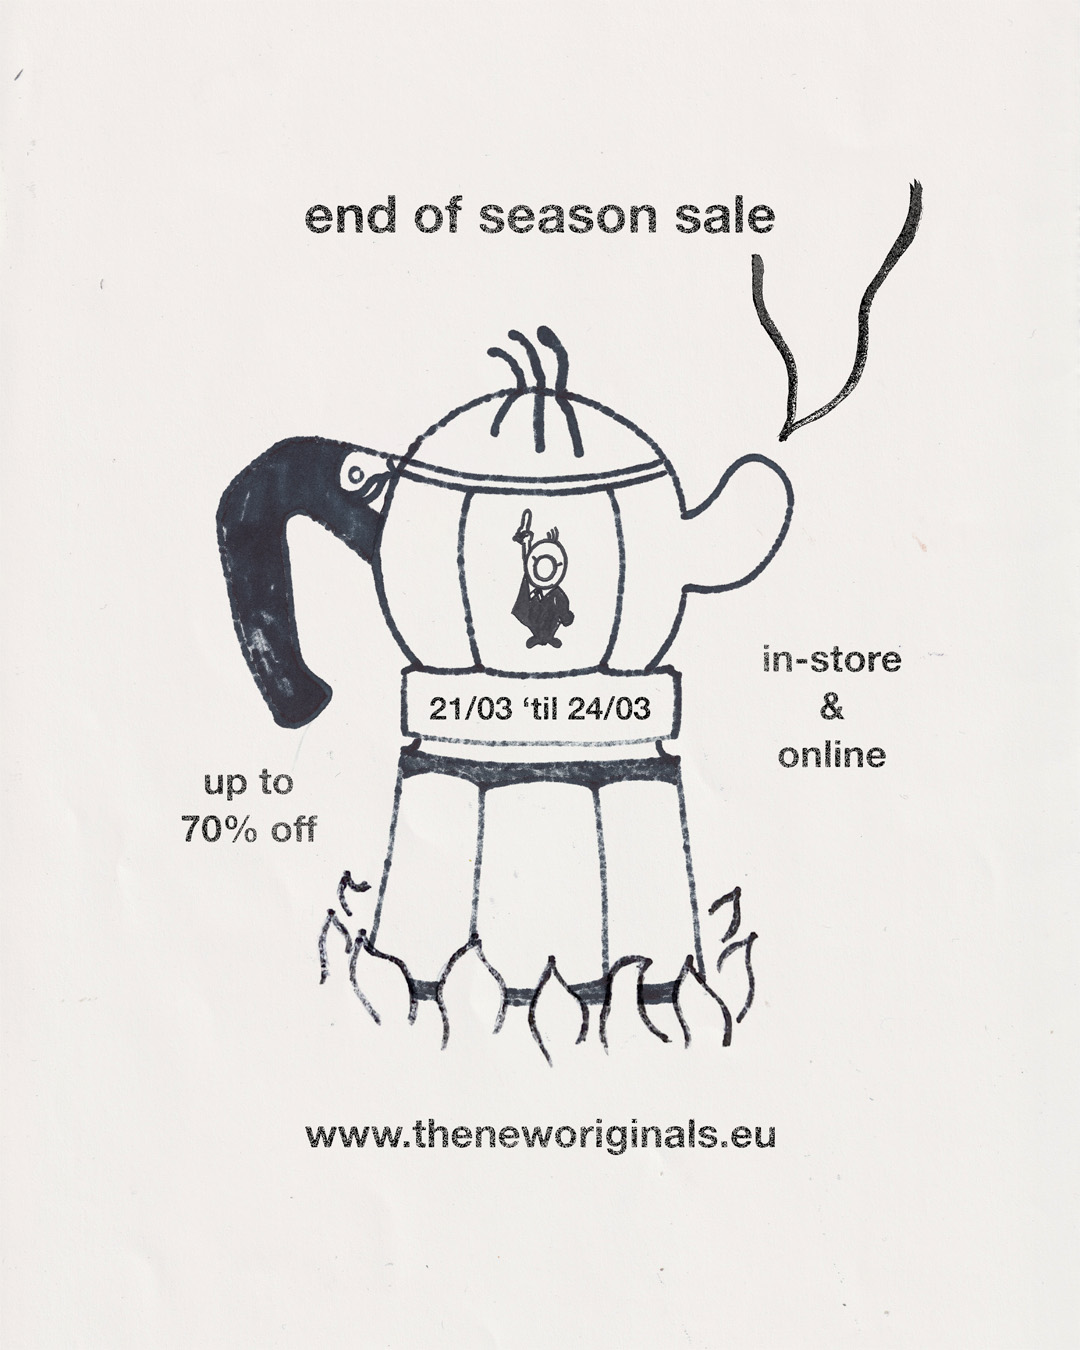 end of season sale
21/03 ‘til 24/03
in-store
&
online
up to
70% off
www.theneworiginals.eu